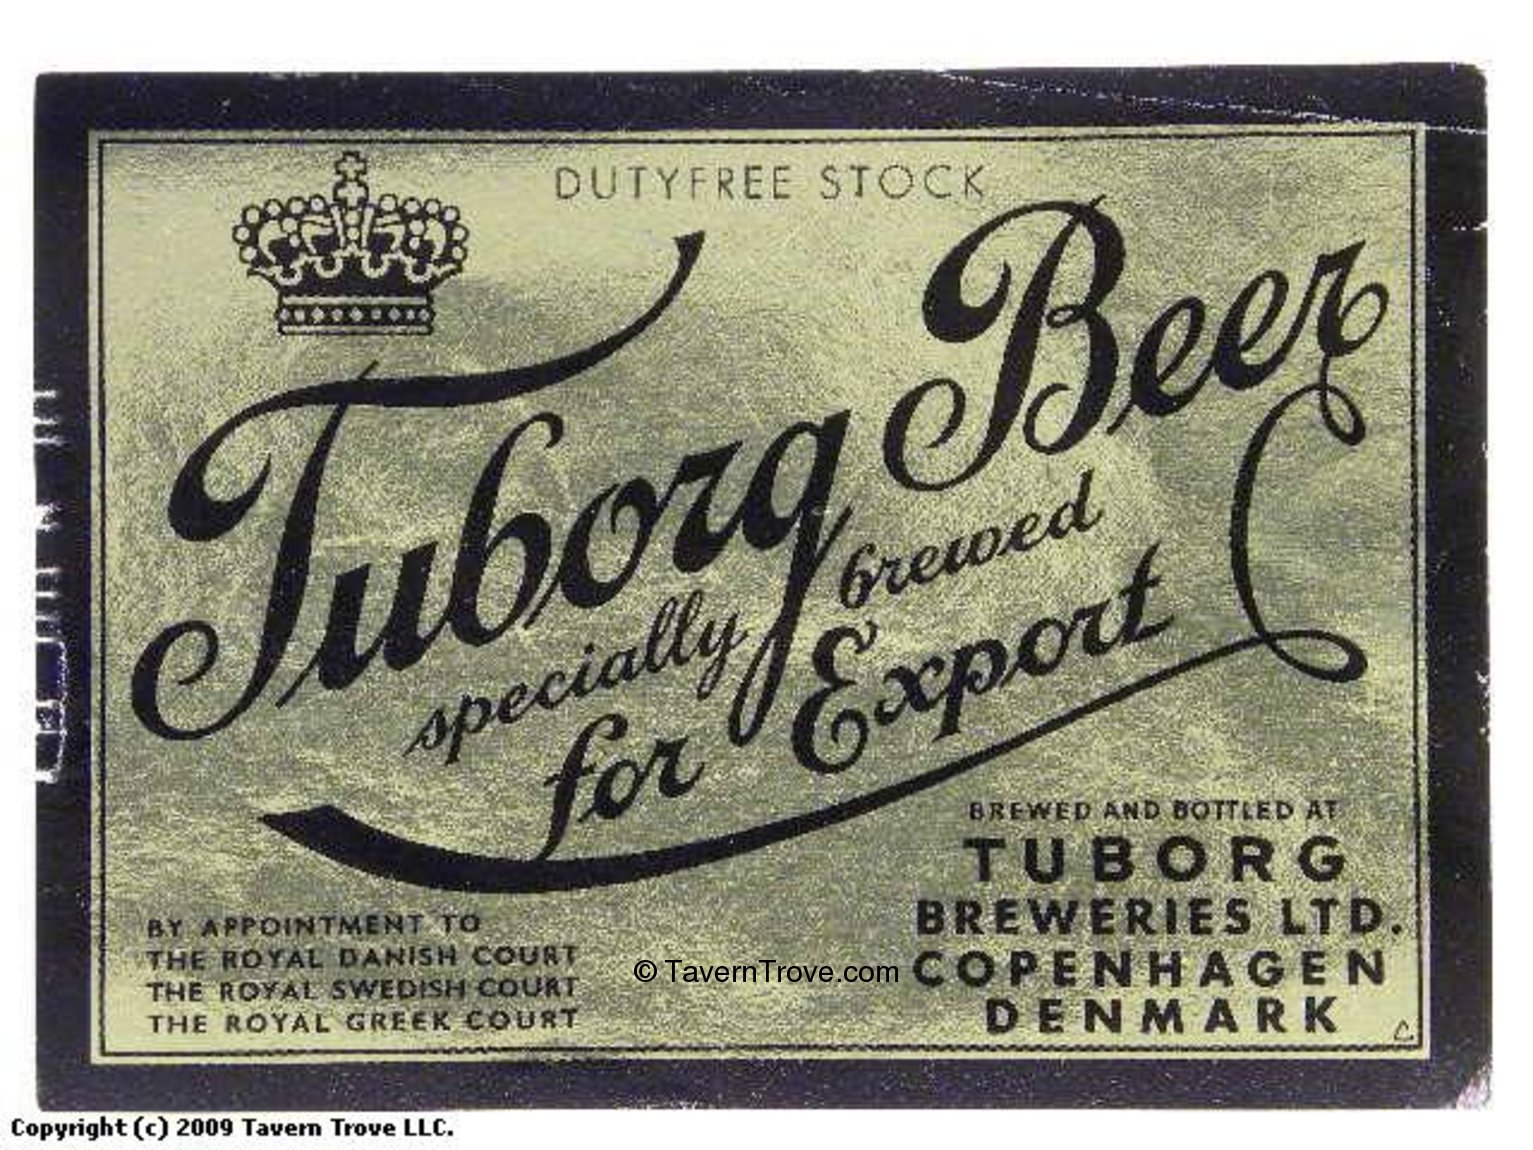 DUTYFREE STOCK
Tuborg Beer
specially brewed
for Export
BREWED AND BOTTLED AT
TUBORG
BREWERIES LTD.
COPENHAGEN
DENMARK
BY APPOINTMENT TO
THE ROYAL DANISH COURT
THE ROYAL SWEDISH COURT
THE ROYAL GREEK COURT
© TavernTrove.com
C
Copyright (c) 2009 Tavern Trove LLC.